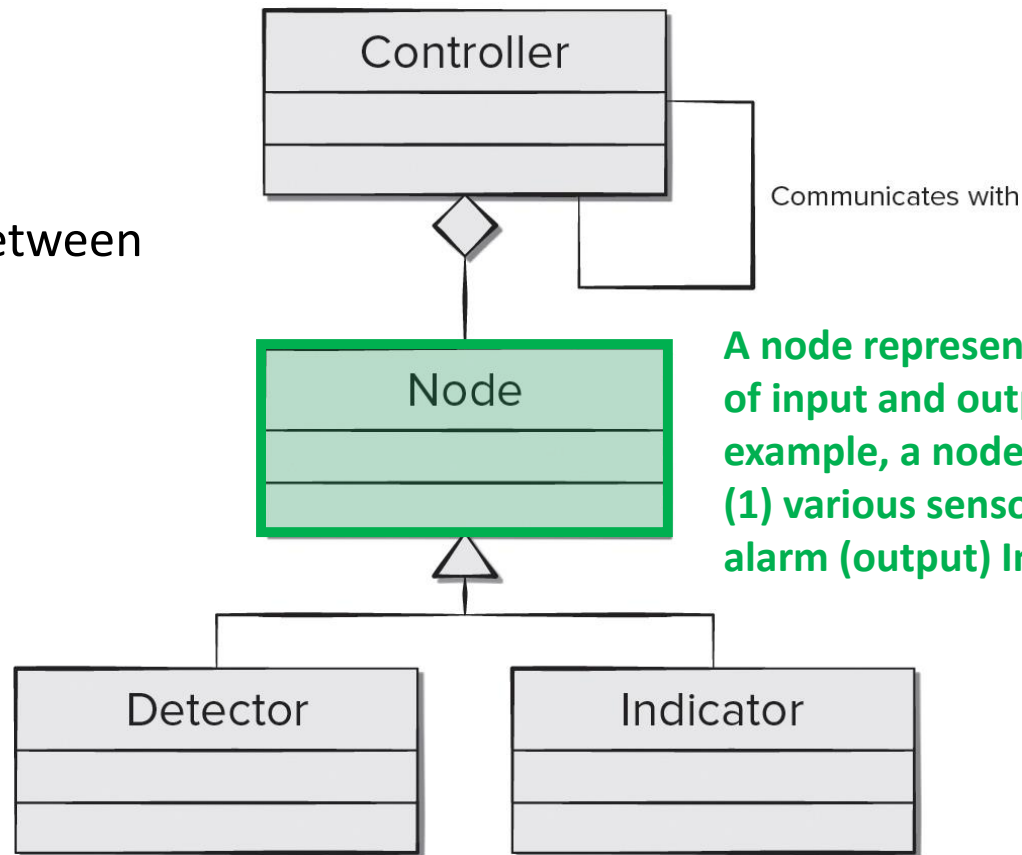 Controller
Communicates with
etween
Node
A node represen
of input and outp
example, a node
(1) various senso
alarm (output) In
Detector
Indicator